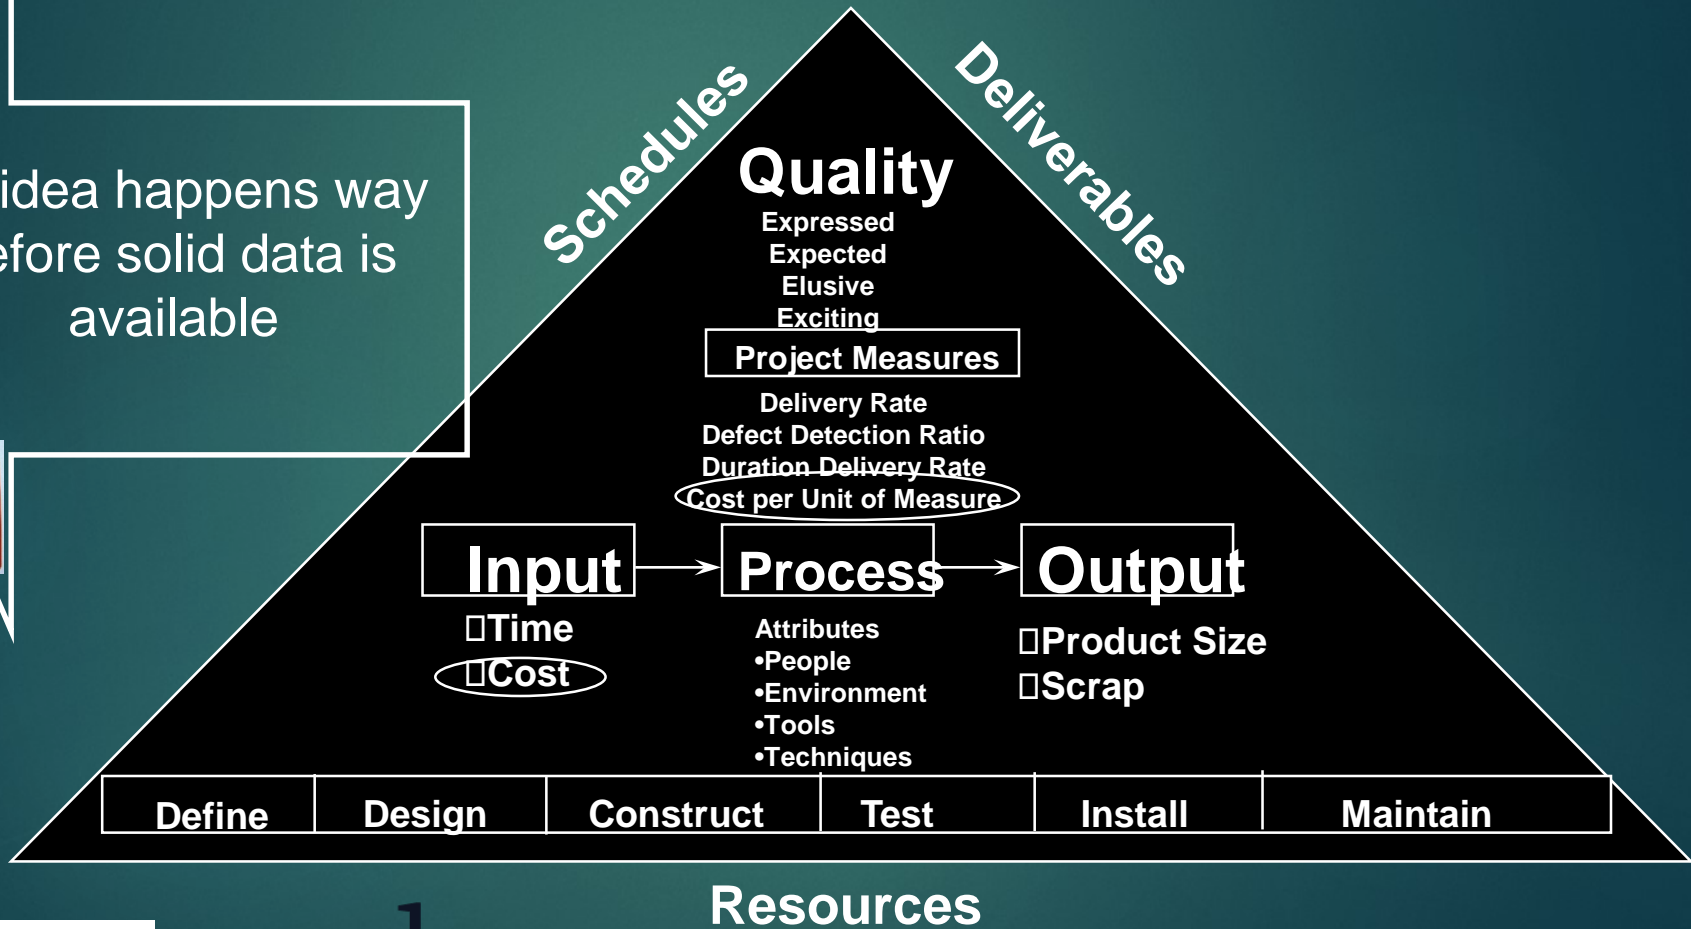 Schedules
Deliverables
idea happens way
efore solid data is
available
Quality
Expressed
Expected
Elusive
Exciting
Project Measures
Delivery Rate
Defect Detection Ratio
Duration Delivery Rate
Cost per Unit of Measure
Input
Process
Output
▯Time
▯Cost
Attributes
•People
•Environment
•Tools
•Techniques
▯Product Size
▯Scrap
Define Design Construct Test Install Maintain
Resources